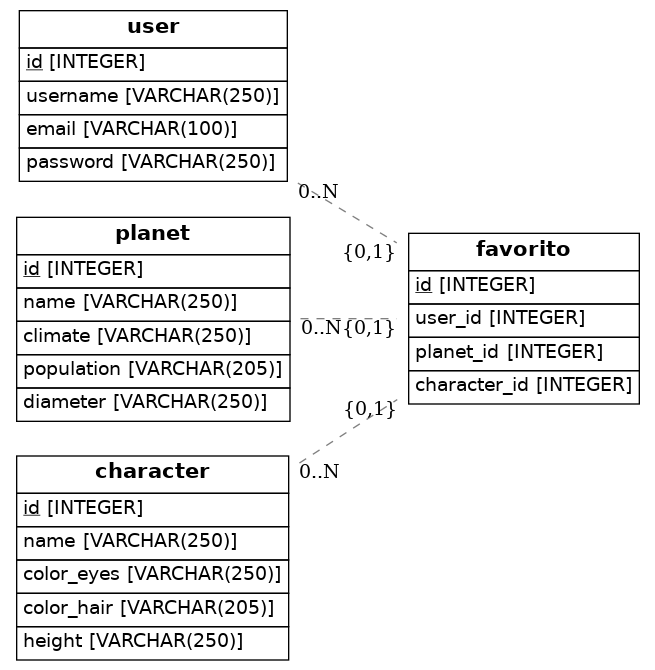 user
id [INTEGER]
username [VARCHAR(250)]
email [VARCHAR(100)]
password [VARCHAR(250)]
0..N
{0,1}
planet
id [INTEGER]
name [VARCHAR(250)]
climate [VARCHAR(250)]
population [VARCHAR(205)]
diameter [VARCHAR(250)]
0..N
{0,1}
favorito
id [INTEGER]
user_id [INTEGER]
planet_id [INTEGER]
character_id [INTEGER]
{0,1}
0..N
character
id [INTEGER]
name [VARCHAR(250)]
color_eyes [VARCHAR(250)]
color_hair [VARCHAR(205)]
height [VARCHAR(250)]